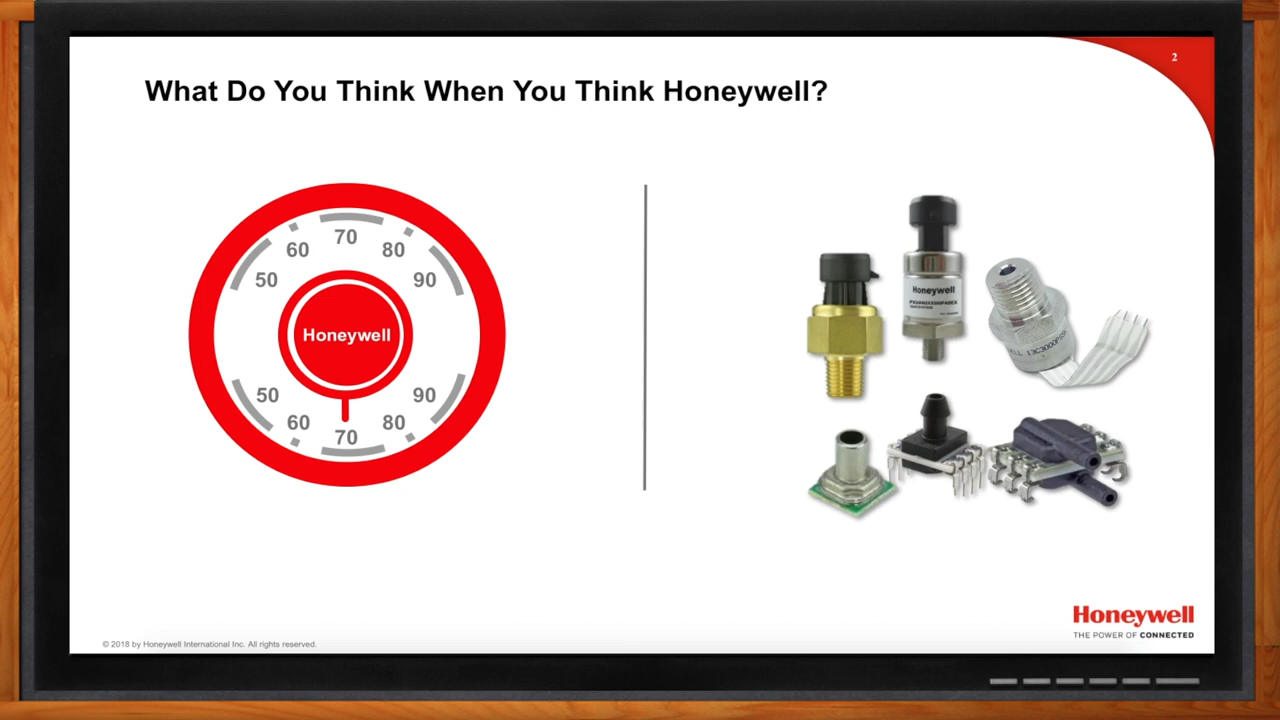 2
What Do You Think When You Think Honeywell?
70
60
80
50
90
Honeywell
50
90
60
80
70
Honeywell
Honeywell
THE POWER OF CONNECTED
© 2018 by Honeywell International Inc. All rights reserved.